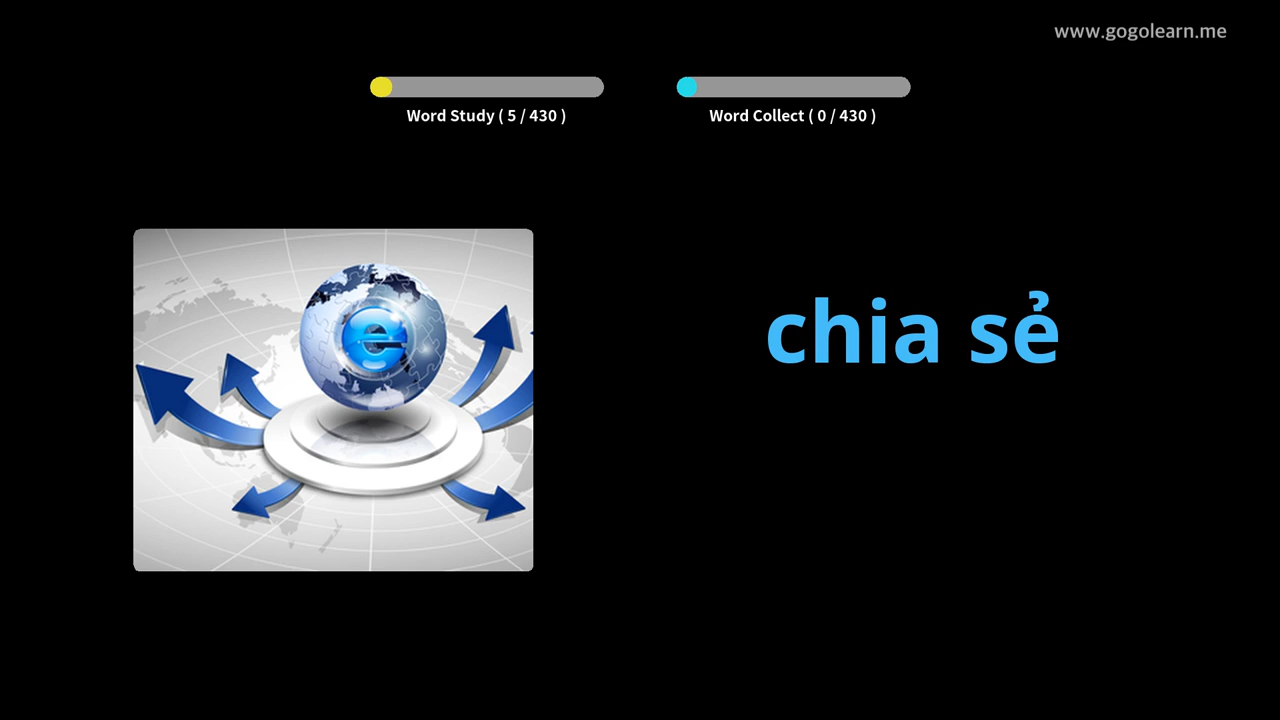 www.gogolearn.me
Word Study ( 5 / 430 )
Word Collect ( 0 / 430 )
e
chia sẻ